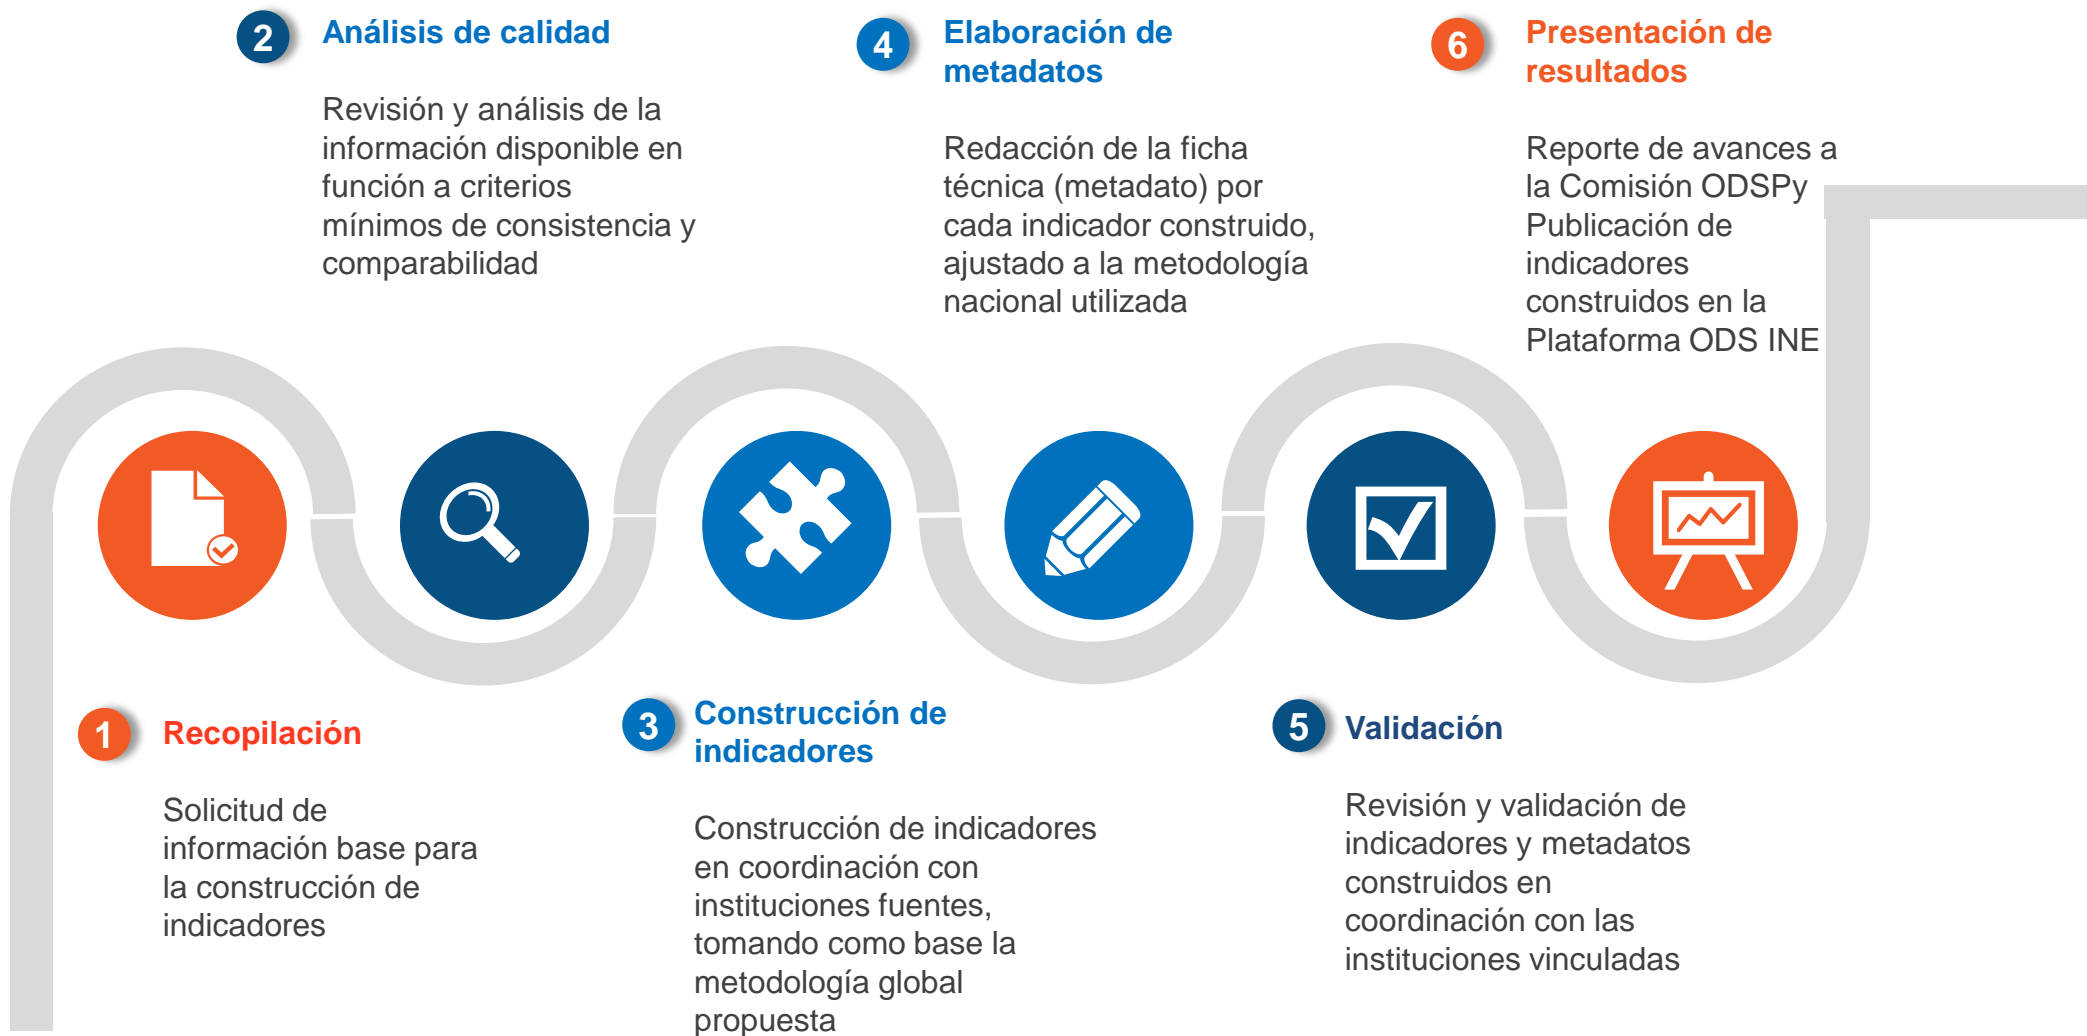 1
Recopilación
Solicitud de
información base para
la construcción de
indicadores
2
Análisis de calidad
Revisión y análisis de la
información disponible en
función a criterios
mínimos de consistencia y
comparabilidad
3
Construcción de
indicadores
Construcción de indicadores
en coordinación con
instituciones fuentes,
tomando como base la
metodología global
propuesta
4
Elaboración de
metadatos
Redacción de la ficha
técnica (metadato) por
cada indicador construido,
ajustado a la metodología
nacional utilizada
5
Validación
Revisión y validación de
indicadores y metadatos
construidos en
coordinación con las
instituciones vinculadas
6
Presentación de
resultados
Reporte de avances a
la Comisión ODSPy
Publicación de
indicadores
construidos en la
Plataforma ODS INE